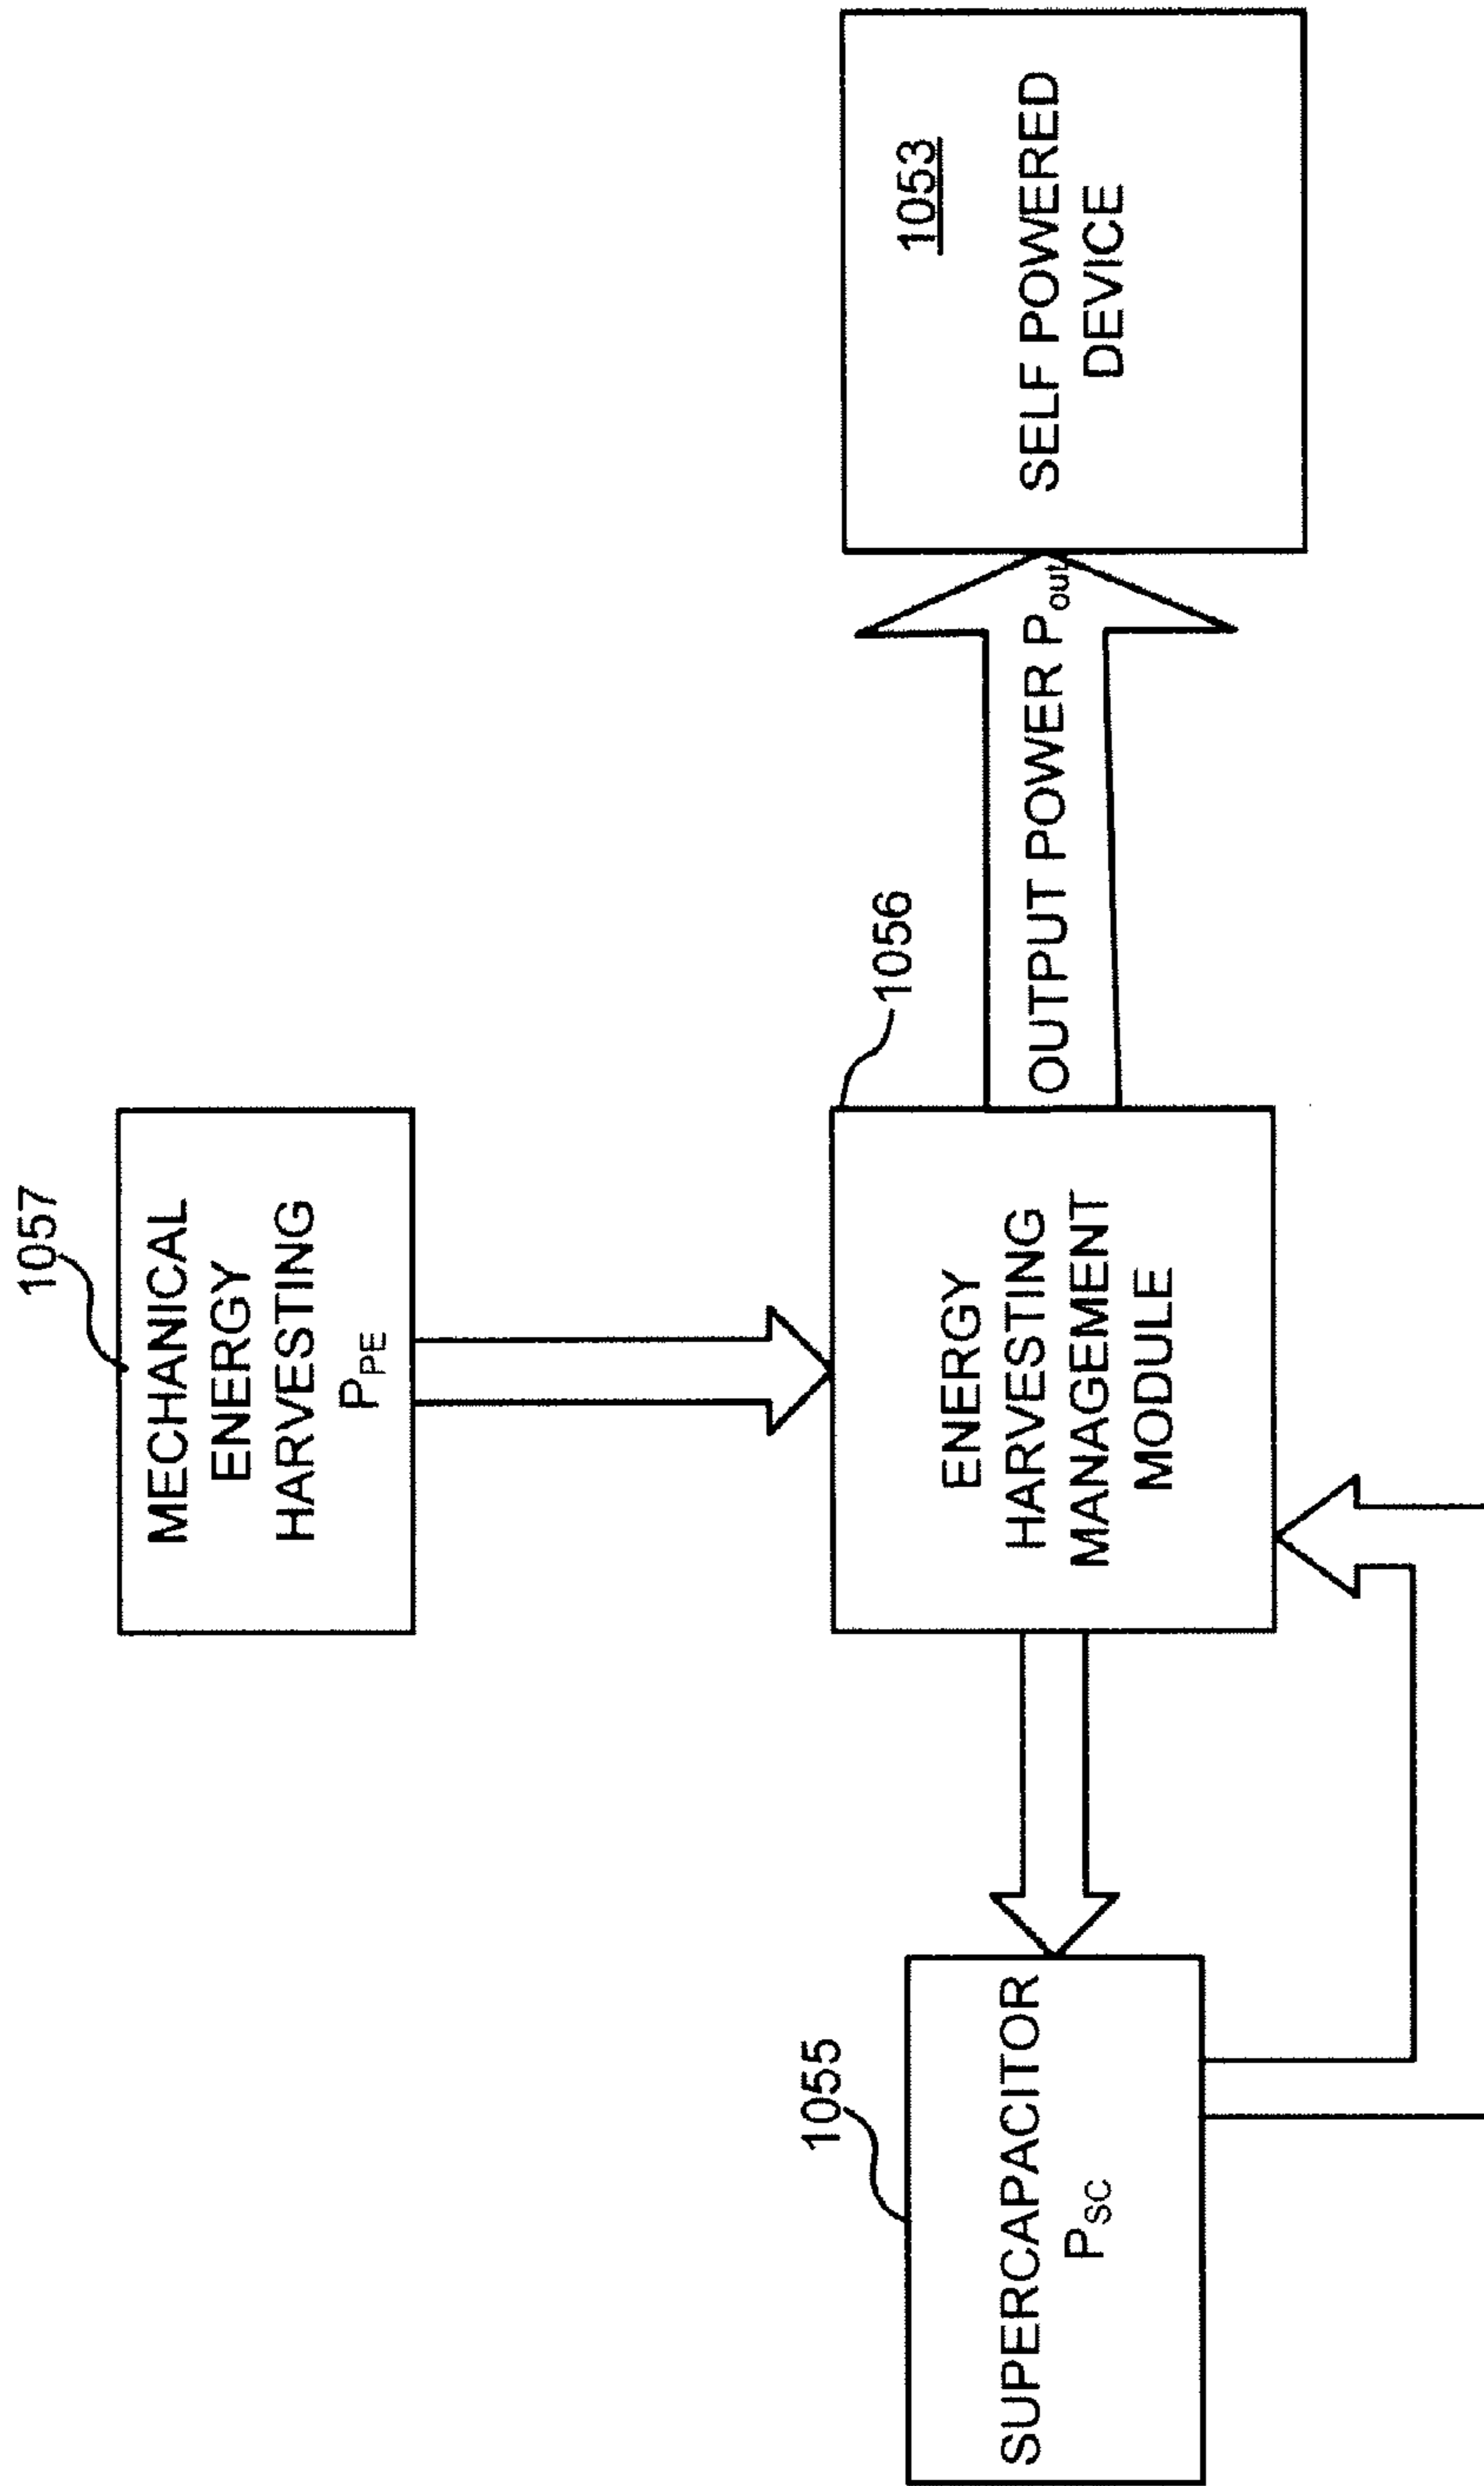 1057
MECHANICAL
ENERGY
HARVESTING
P_PE
1055
SUPERCAPACITOR
P_SC
ENERGY
HARVESTING
MANAGEMENT
MODULE
1056
OUTPUT POWER P_out
1053
SELF POWERED
DEVICE